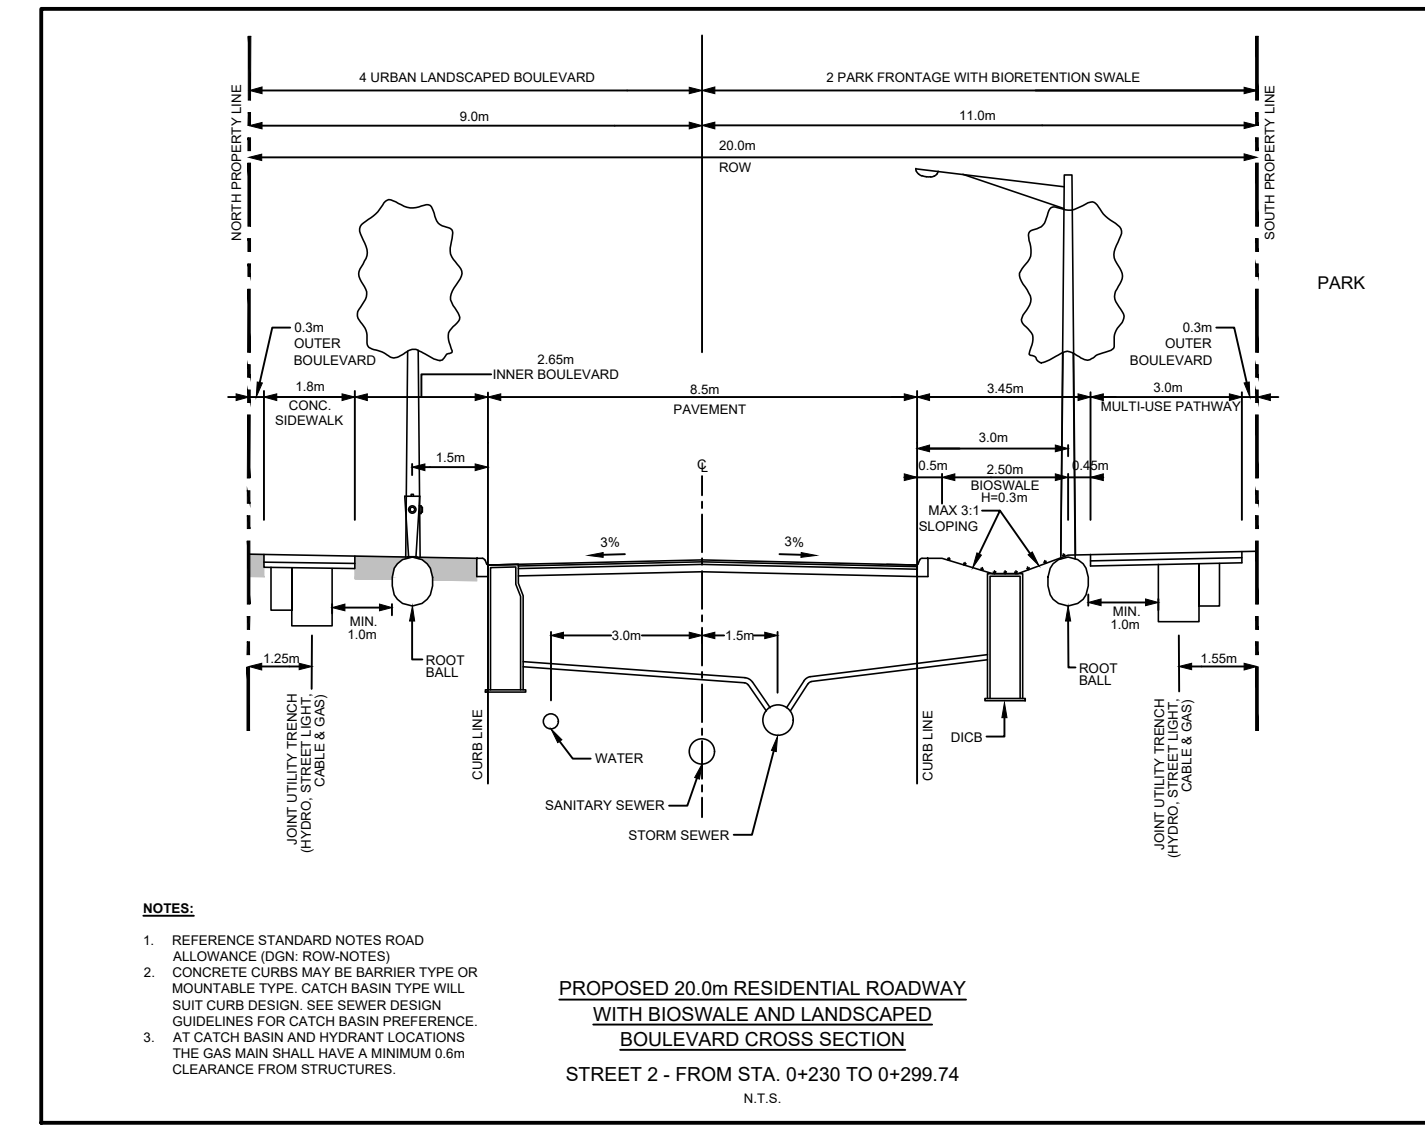 4 URBAN LANDSCAPED BOULEVARD
2 PARK FRONTAGE WITH BIORETENTION SWALE
9.0m
11.0m
20.0m
ROW
NORTH PROPERTY LINE
SOUTH PROPERTY LINE
PARK
0.3m
OUTER
BOULEVARD
2.65m
INNER BOULEVARD
0.3m
OUTER
BOULEVARD
1.8m
CONC.
SIDEWALK
8.5m
PAVEMENT
3.45m
3.0m
MULTI-USE PATHWAY
1.5m
3.0m
℄
0.5m
2.50m
0.45m
BIOSWALE
H=0.3m
MAX 3:1
SLOPING
3%
3%
MIN.
1.0m
3.0m
1.5m
MIN.
1.0m
1.25m
ROOT
BALL
ROOT
BALL
1.55m
JOINT UTILITY TRENCH
(HYDRO, STREET LIGHT,
CABLE & GAS)
CURB LINE
WATER
SANITARY SEWER
STORM SEWER
CURB LINE
DICB
JOINT UTILITY TRENCH
(HYDRO, STREET LIGHT,
CABLE & GAS)
NOTES:
1. REFERENCE STANDARD NOTES ROAD
ALLOWANCE (DGN: ROW-NOTES)
2. CONCRETE CURBS MAY BE BARRIER TYPE OR
MOUNTABLE TYPE. CATCH BASIN TYPE WILL
SUIT CURB DESIGN. SEE SEWER DESIGN
GUIDELINES FOR CATCH BASIN PREFERENCE.
3. AT CATCH BASIN AND HYDRANT LOCATIONS
THE GAS MAIN SHALL HAVE A MINIMUM 0.6m
CLEARANCE FROM STRUCTURES.
PROPOSED 20.0m RESIDENTIAL ROADWAY
WITH BIOSWALE AND LANDSCAPED
BOULEVARD CROSS SECTION
STREET 2 - FROM STA. 0+230 TO 0+299.74
N.T.S.